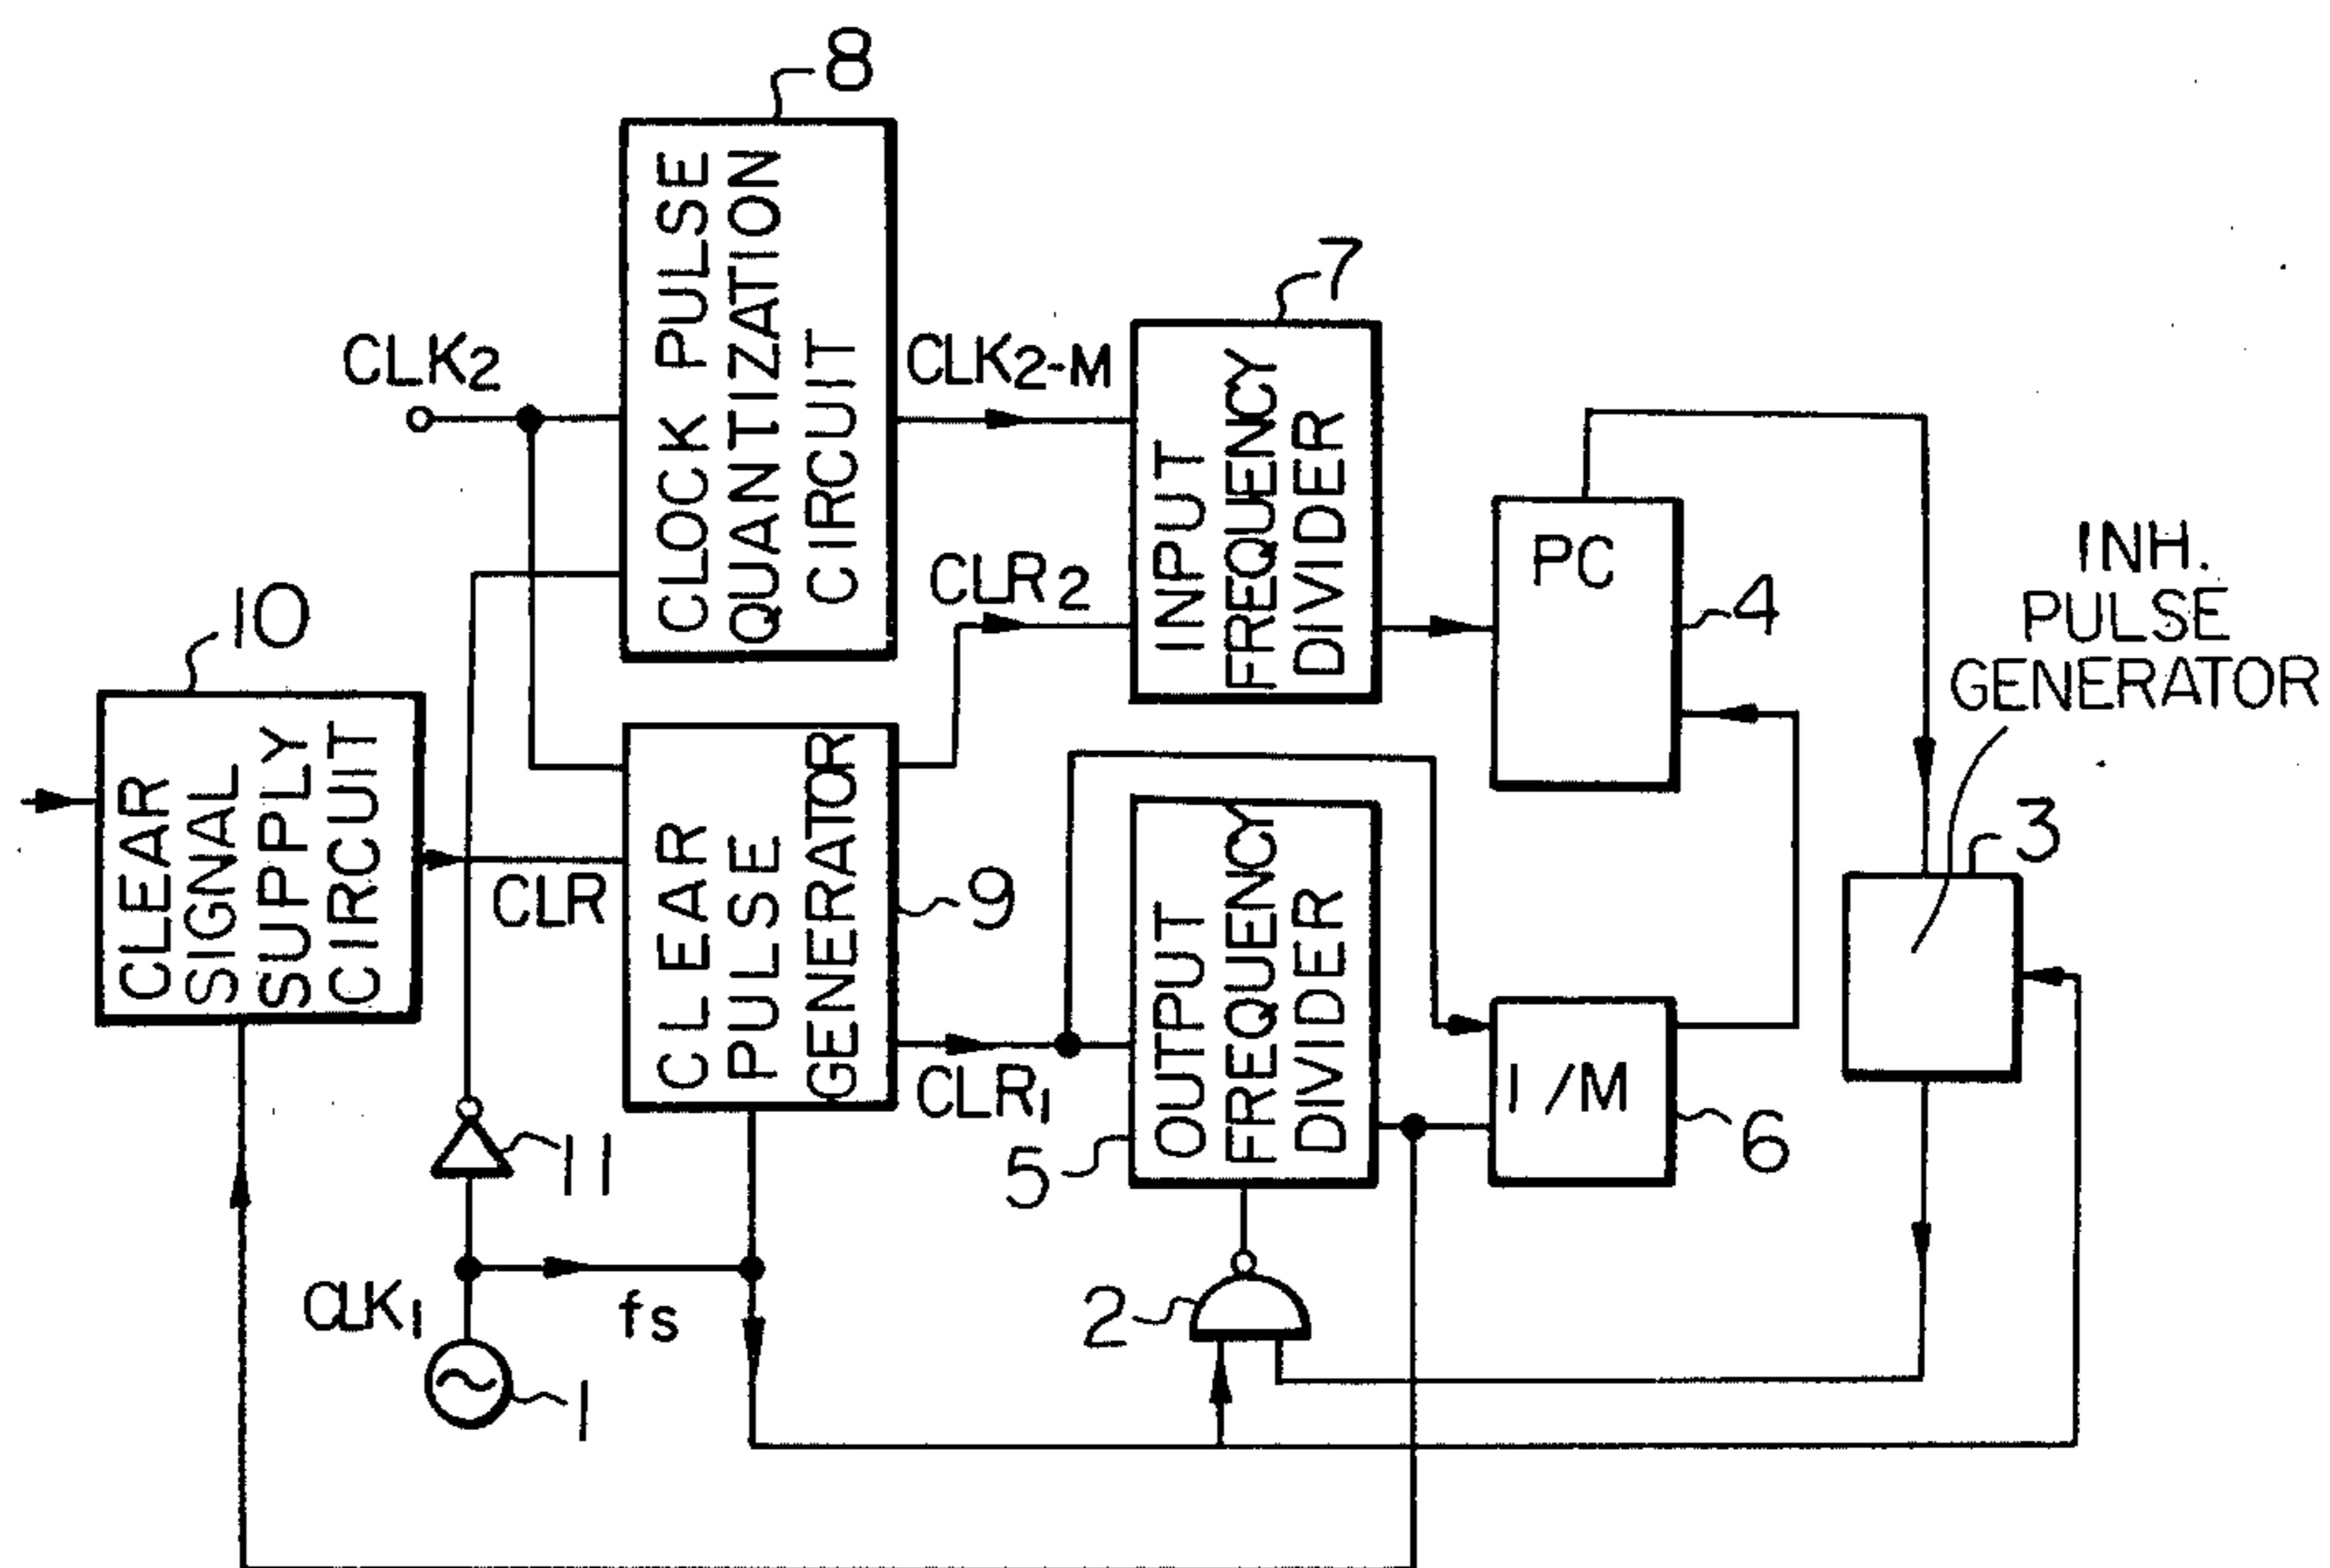 8
CLOCK PULSE
QUANTIZATION
CIRCUIT
7
CLK2
CLK2-M
INPUT
FREQUENCY
DIVIDER
PC
4
INH.
PULSE
GENERATOR
CLR2
10
CLEAR
SIGNAL
SUPPLY
CIRCUIT
CLR
CLEAR
PULSE
GENERATOR
9
3
OUTPUT
FREQUENCY
DIVIDER
CLR1
5
1/M
6
11
CLK1
fs
2
1